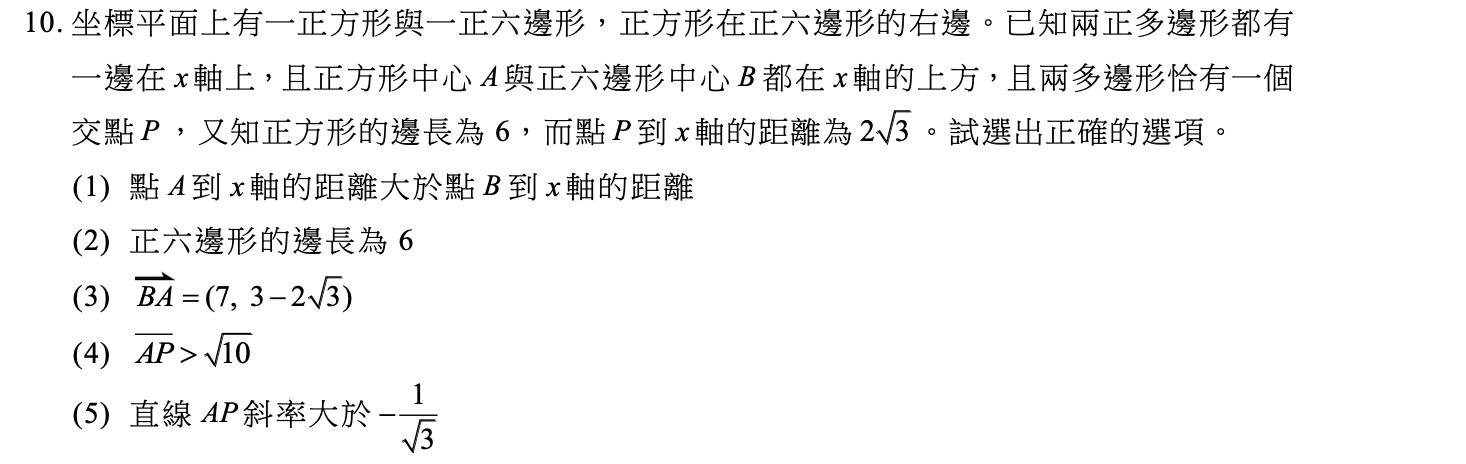 10. 坐標平面上有一正方形與一正六邊形，正方形在正六邊形的右邊。已知兩正多邊形都有
一邊在 x 軸上，且正方形中心 A 與正六邊形中心 B 都在 x 軸的上方，且兩多邊形恰有一個
交點 P ，又知正方形的邊長為 6，而點 P 到 x 軸的距離為 2√3 。試選出正確的選項。
(1) 點 A 到 x 軸的距離大於點 B 到 x 軸的距離
(2) 正六邊形的邊長為 6
(3) \overrightarrow{BA} = (7, 3 − 2√3)
(4) \overline{AP} > √10
(5) 直線 AP 斜率大於 −\frac{1}{√3}